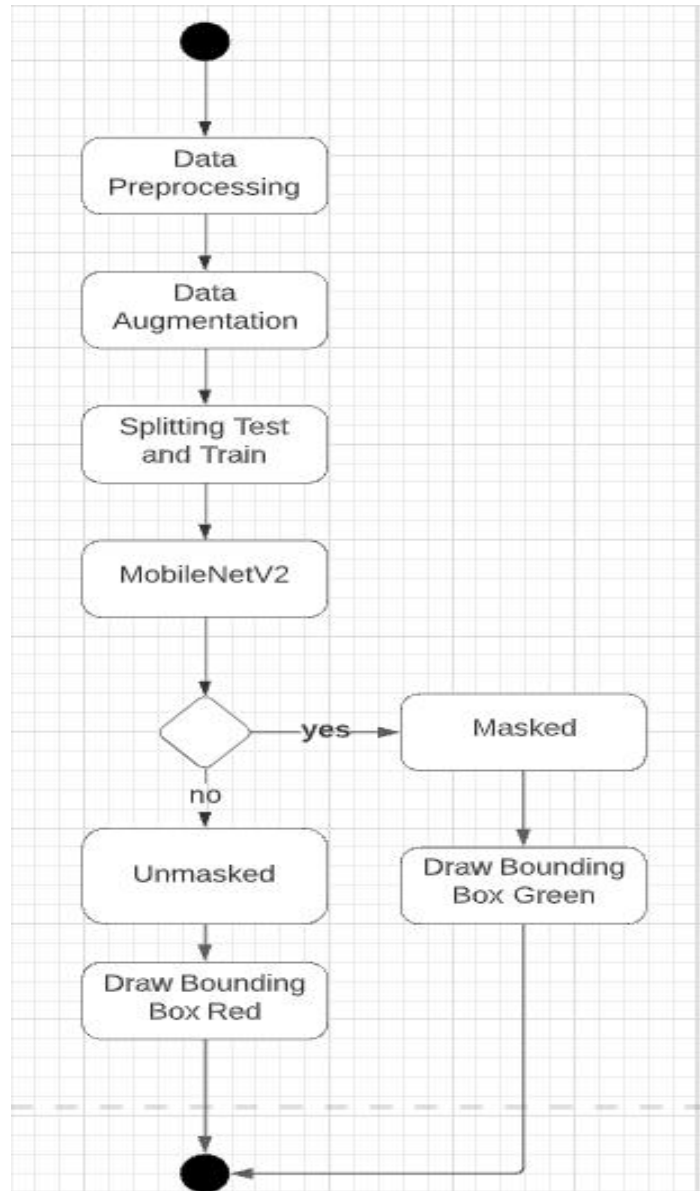 Data
Preprocessing
Data
Augmentation
Splitting Test
and Train
MobileNetV2
yes
Masked
no
Unmasked
Draw Bounding
Box Green
Draw Bounding
Box Red